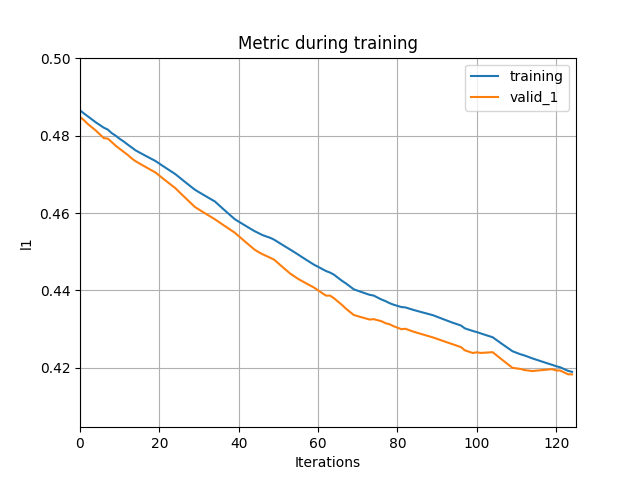 Metric during training
training
valid_1
0.50
0.48
0.46
0.44
0.42
l1
0 20 40 60 80 100 120
Iterations